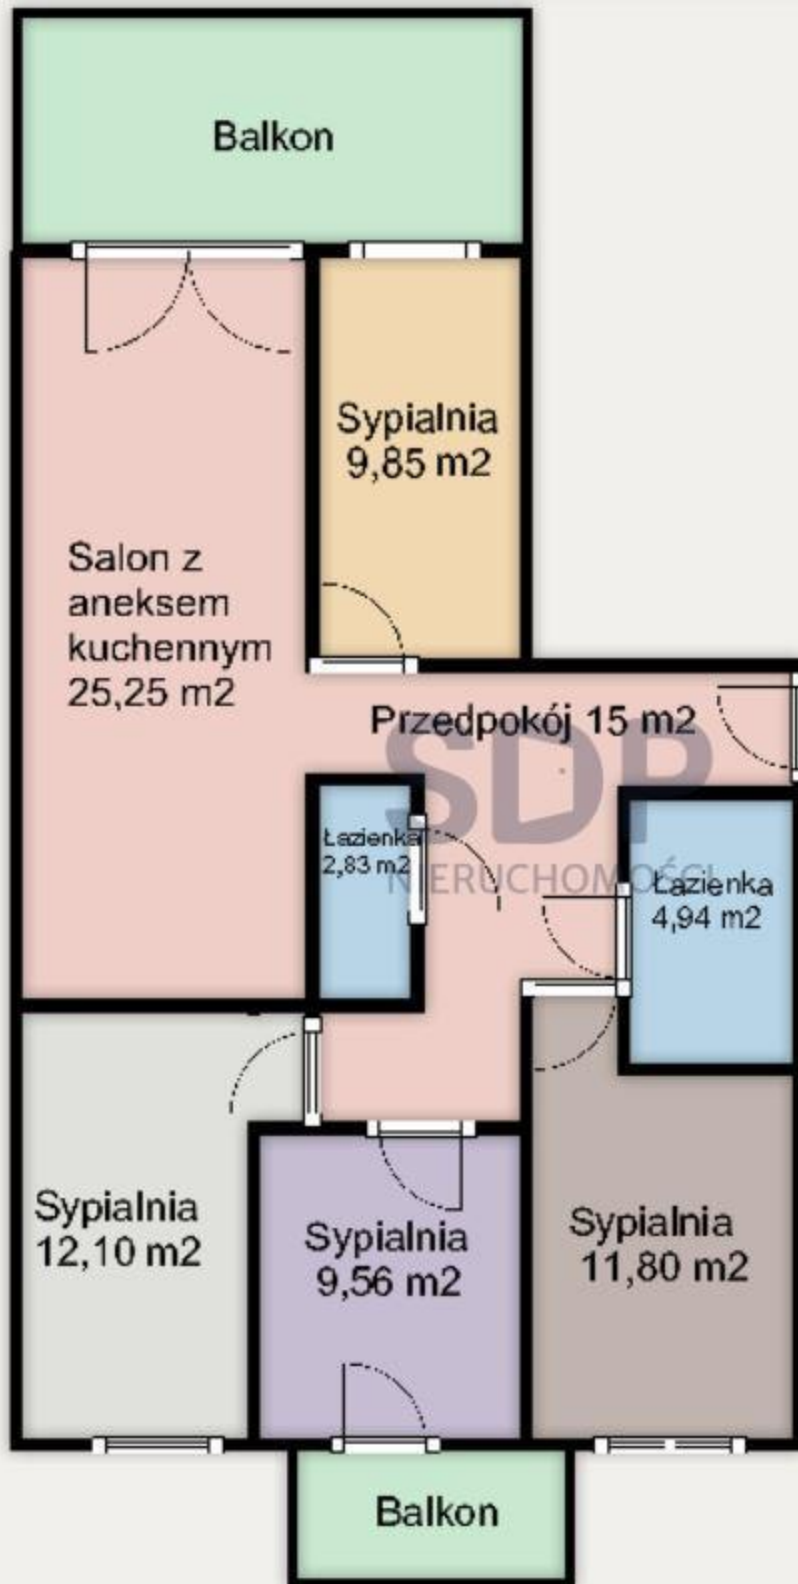 Balkon
Sypialnia
9,85 m2
Salon z
aneksem
kuchennym
25,25 m2
Przedpokój 15 m2
SDP
NIERUCHOMOŚCI
Łazienka
2,83 m2
Łazienka
4,94 m2
Sypialnia
12,10 m2
Sypialnia
9,56 m2
Sypialnia
11,80 m2
Balkon